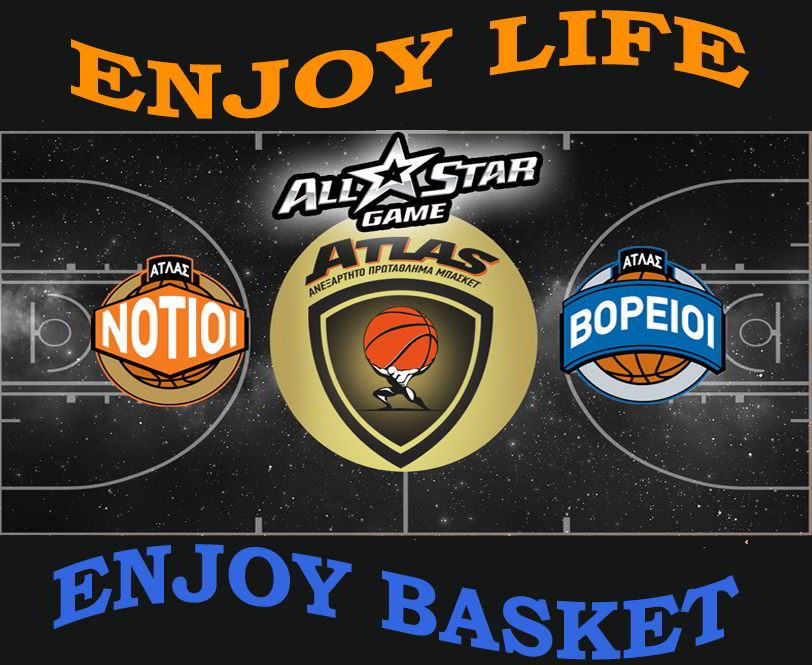 ENJOY LIFE
ALL STAR
GAME
ATLAS
ΑΝΕΞΑΡΤΗΤΟ ΠΡΩΤΑΘΛΗΜΑ ΜΠΑΣΚΕΤ
ΑΤΛΑΣ
ΝΟΤΙΟΙ
ΑΤΛΑΣ
ΒΟΡΕΙΟΙ
ENJOY BASKET